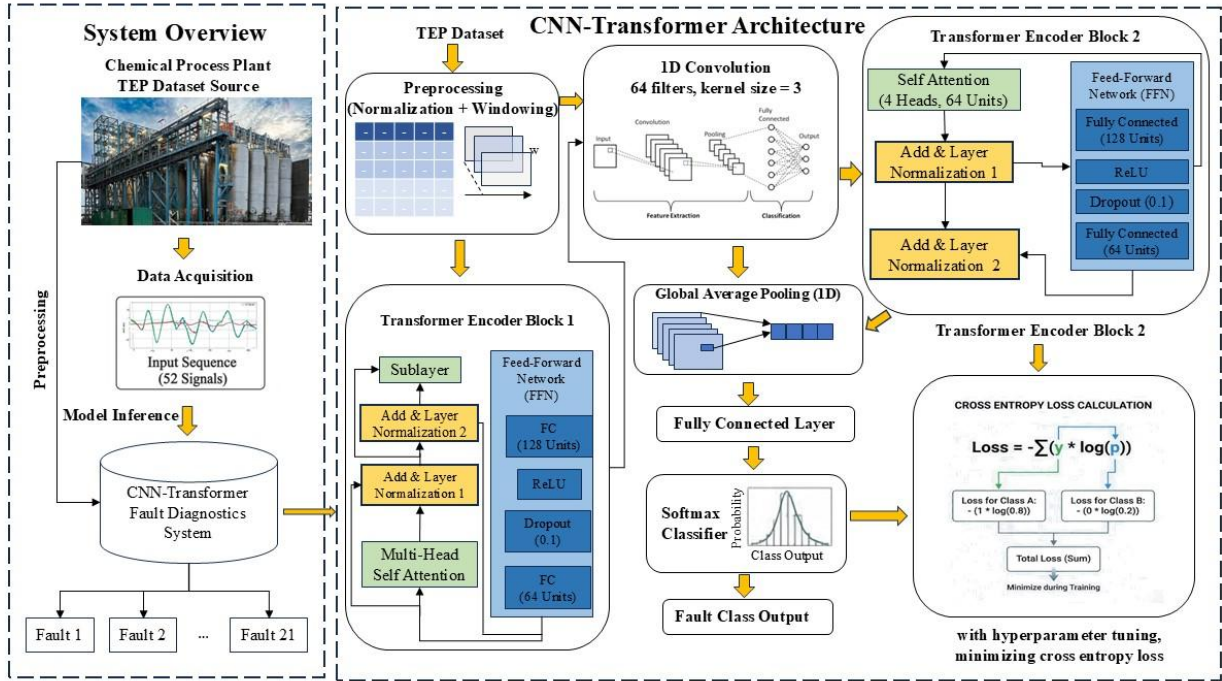 System Overview
Chemical Process Plant
TEP Dataset Source
Preprocessing
Data Acquisition
Input Sequence
(52 Signals)
Model Inference
CNN-Transformer
Fault Diagnostics
System
Fault 1
Fault 2
...
Fault 21
CNN-Transformer Architecture
TEP Dataset
Preprocessing
(Normalization + Windowing)
W
1D Convolution
64 filters, kernel size = 3
Input
Convolution
Pooling
Fully
Connected
Output
Feature Extraction
Classification
Transformer Encoder Block 2
Self Attention
(4 Heads, 64 Units)
Add & Layer
Normalization 1
Add & Layer
Normalization 2
Feed-Forward
Network (FFN)
Fully Connected
(128 Units)
ReLU
Dropout (0.1)
Fully Connected
(64 Units)
Transformer Encoder Block 1
Sublayer
Add & Layer
Normalization 2
Add & Layer
Normalization 1
Multi-Head
Self Attention
Feed-Forward
Network
(FFN)
FC
(128 Units)
ReLU
Dropout
(0.1)
FC
(64 Units)
Global Average Pooling (1D)
Fully Connected Layer
Softmax
Classifier
Probability
Class Output
Fault Class Output
Transformer Encoder Block 2
CROSS ENTROPY LOSS CALCULATION
Loss = -∑(y * log(p))
Loss for Class A:
- (1 * log(0.8))
Loss for Class B:
- (0 * log(0.2))
Total Loss (Sum)
Minimize during Training
with hyperparameter tuning,
minimizing cross entropy loss